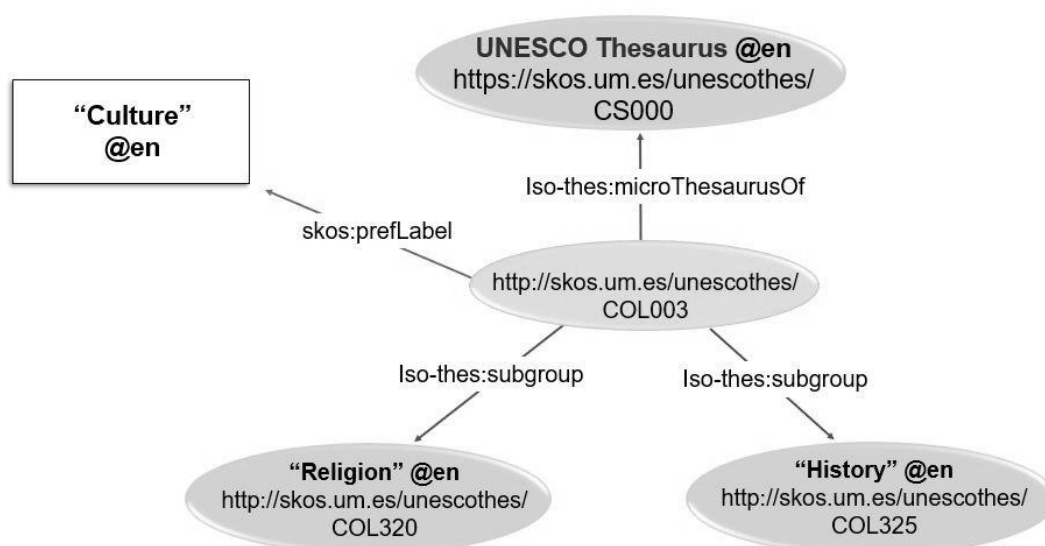 UNESCO Thesaurus @en
https://skos.um.es/unescothes/
CS000
“Culture”
@en
Iso-thes:microThesaurusOf
skos:prefLabel
http://skos.um.es/unescothes/
COL003
Iso-thes:subgroup
Iso-thes:subgroup
“Religion” @en
http://skos.um.es/unescothes/
COL320
“History” @en
http://skos.um.es/unescothes/
COL325